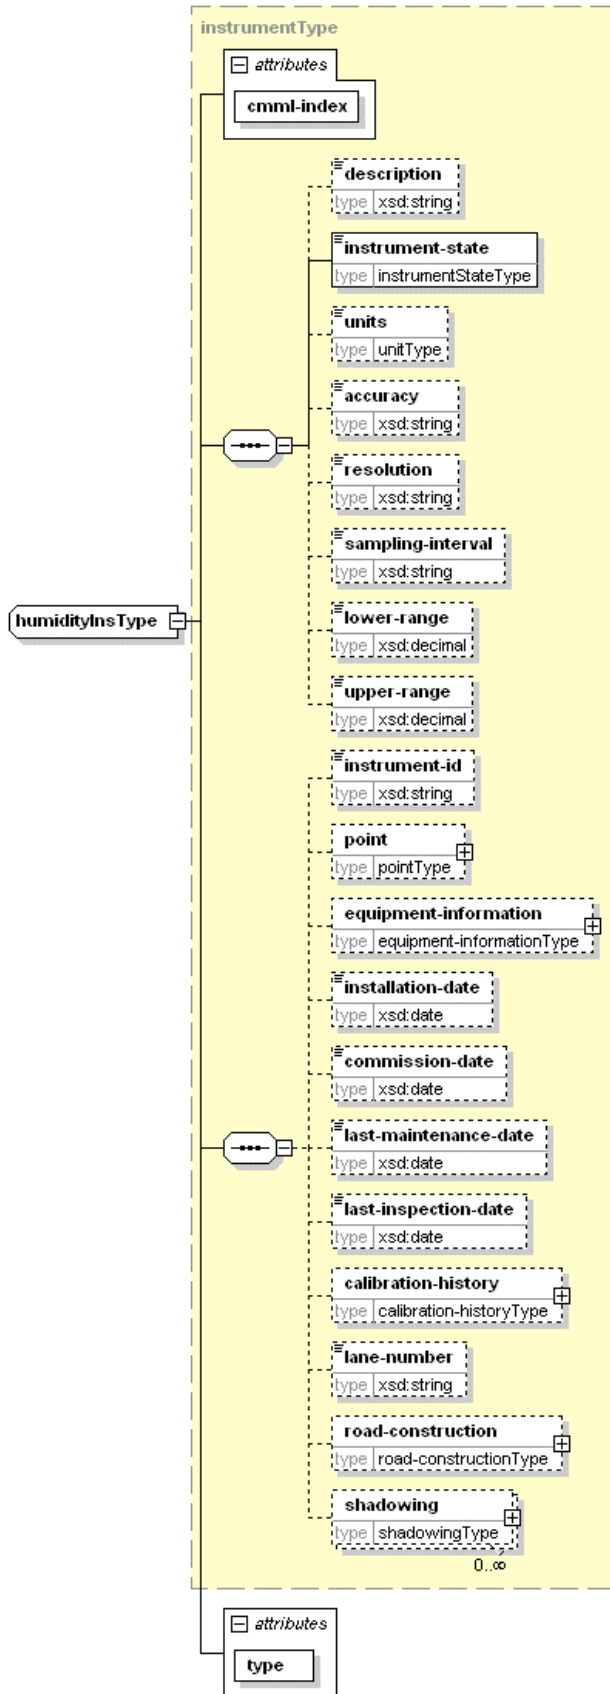 instrumentType
attributes
cmml-index
description
type xsd:string
instrument-state
type instrumentStateType
units
type unitType
accuracy
type xsd:string
resolution
type xsd:string
sampling-interval
type xsd:string
humidityInsType
lower-range
type xsd:decimal
upper-range
type xsd:decimal
instrument-id
type xsd:string
point
type pointType
equipment-information
type equipment-informationType
installation-date
type xsd:date
commission-date
type xsd:date
last-maintenance-date
type xsd:date
last-inspection-date
type xsd:date
calibration-history
type calibration-historyType
lane-number
type xsd:string
road-construction
type road-constructionType
shadowing
type shadowingType
0..∞
attributes
type